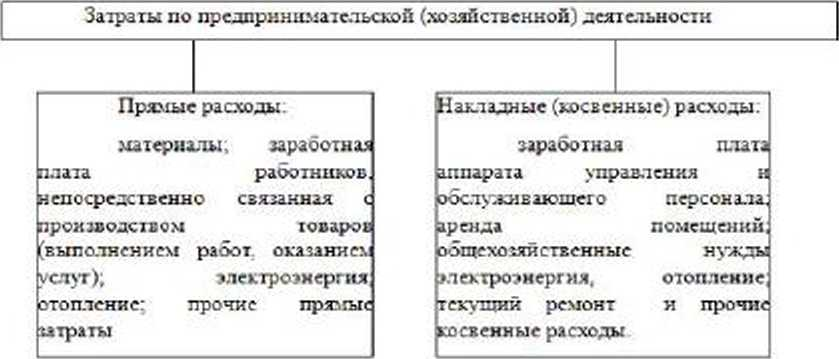 Затраты по предпринимательской (хозяйственной) деятельности
Прямые расходы:
материалы; заработная
плата работников,
непосредственно связанная с
производством товаров
(выполнением работ, оказанием
услуг); электроэнергия;
отопление; прочие прямые
затраты
Накладные (косвенные) расходы:
заработная плата
аппарата управления и
обслуживающего персонала;
аренда помещений;
общехозяйственные нужды
электроэнергия, отопление;
текущий ремонт и прочие
косвенные расходы.